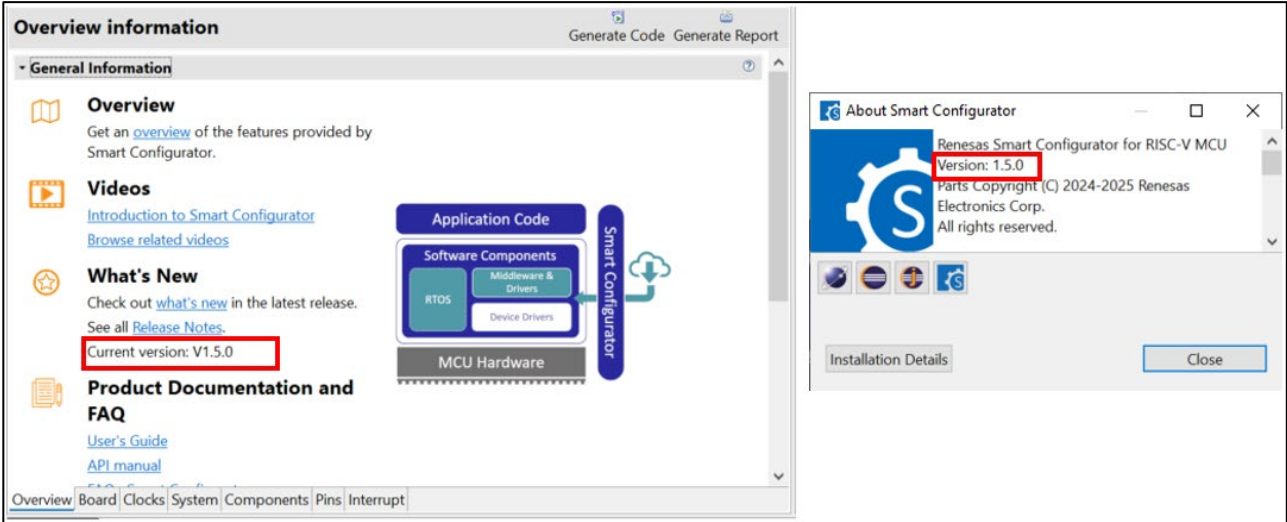 Overview information
Generate Code Generate Report
General Information
Overview
Get an overview of the features provided by
Smart Configurator.
Videos
Introduction to Smart Configurator
Browse related videos
What's New
Check out what's new in the latest release.
See all Release Notes.
Current version: V1.5.0
Product Documentation and
FAQ
User's Guide
API manual
Application Code
Software Components
RTOS
Middleware &
Drivers
Device Drivers
MCU Hardware
Smart Configurator
Overview Board Clocks System Components Pins Interrupt
About Smart Configurator
Renesas Smart Configurator for RISC-V MCU
Version: 1.5.0
Parts Copyright (C) 2024-2025 Renesas
Electronics Corp.
All rights reserved.
Installation Details
Close